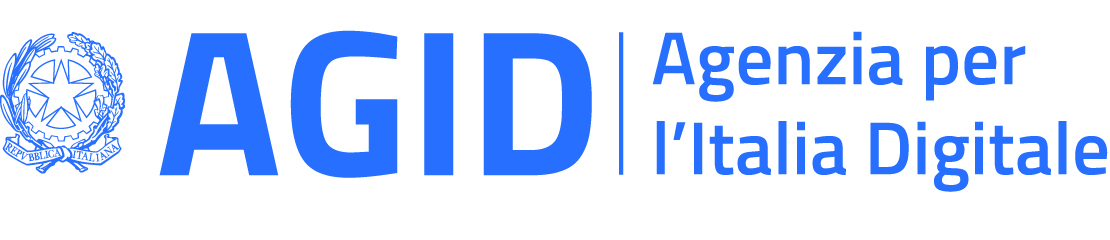 REPVBBLICA ITALIANA
AGID
Agenzia per
l’Italia Digitale